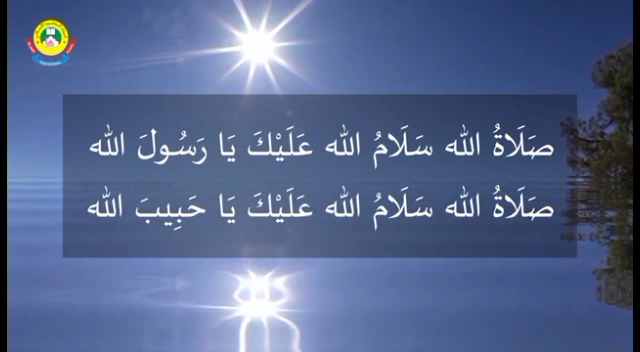 صَلَاةُ الله سَلَامُ الله عَلَيْكَ يَا رَسُولَ الله
صَلَاةُ الله سَلَامُ الله عَلَيْكَ يَا حَبِيبَ الله